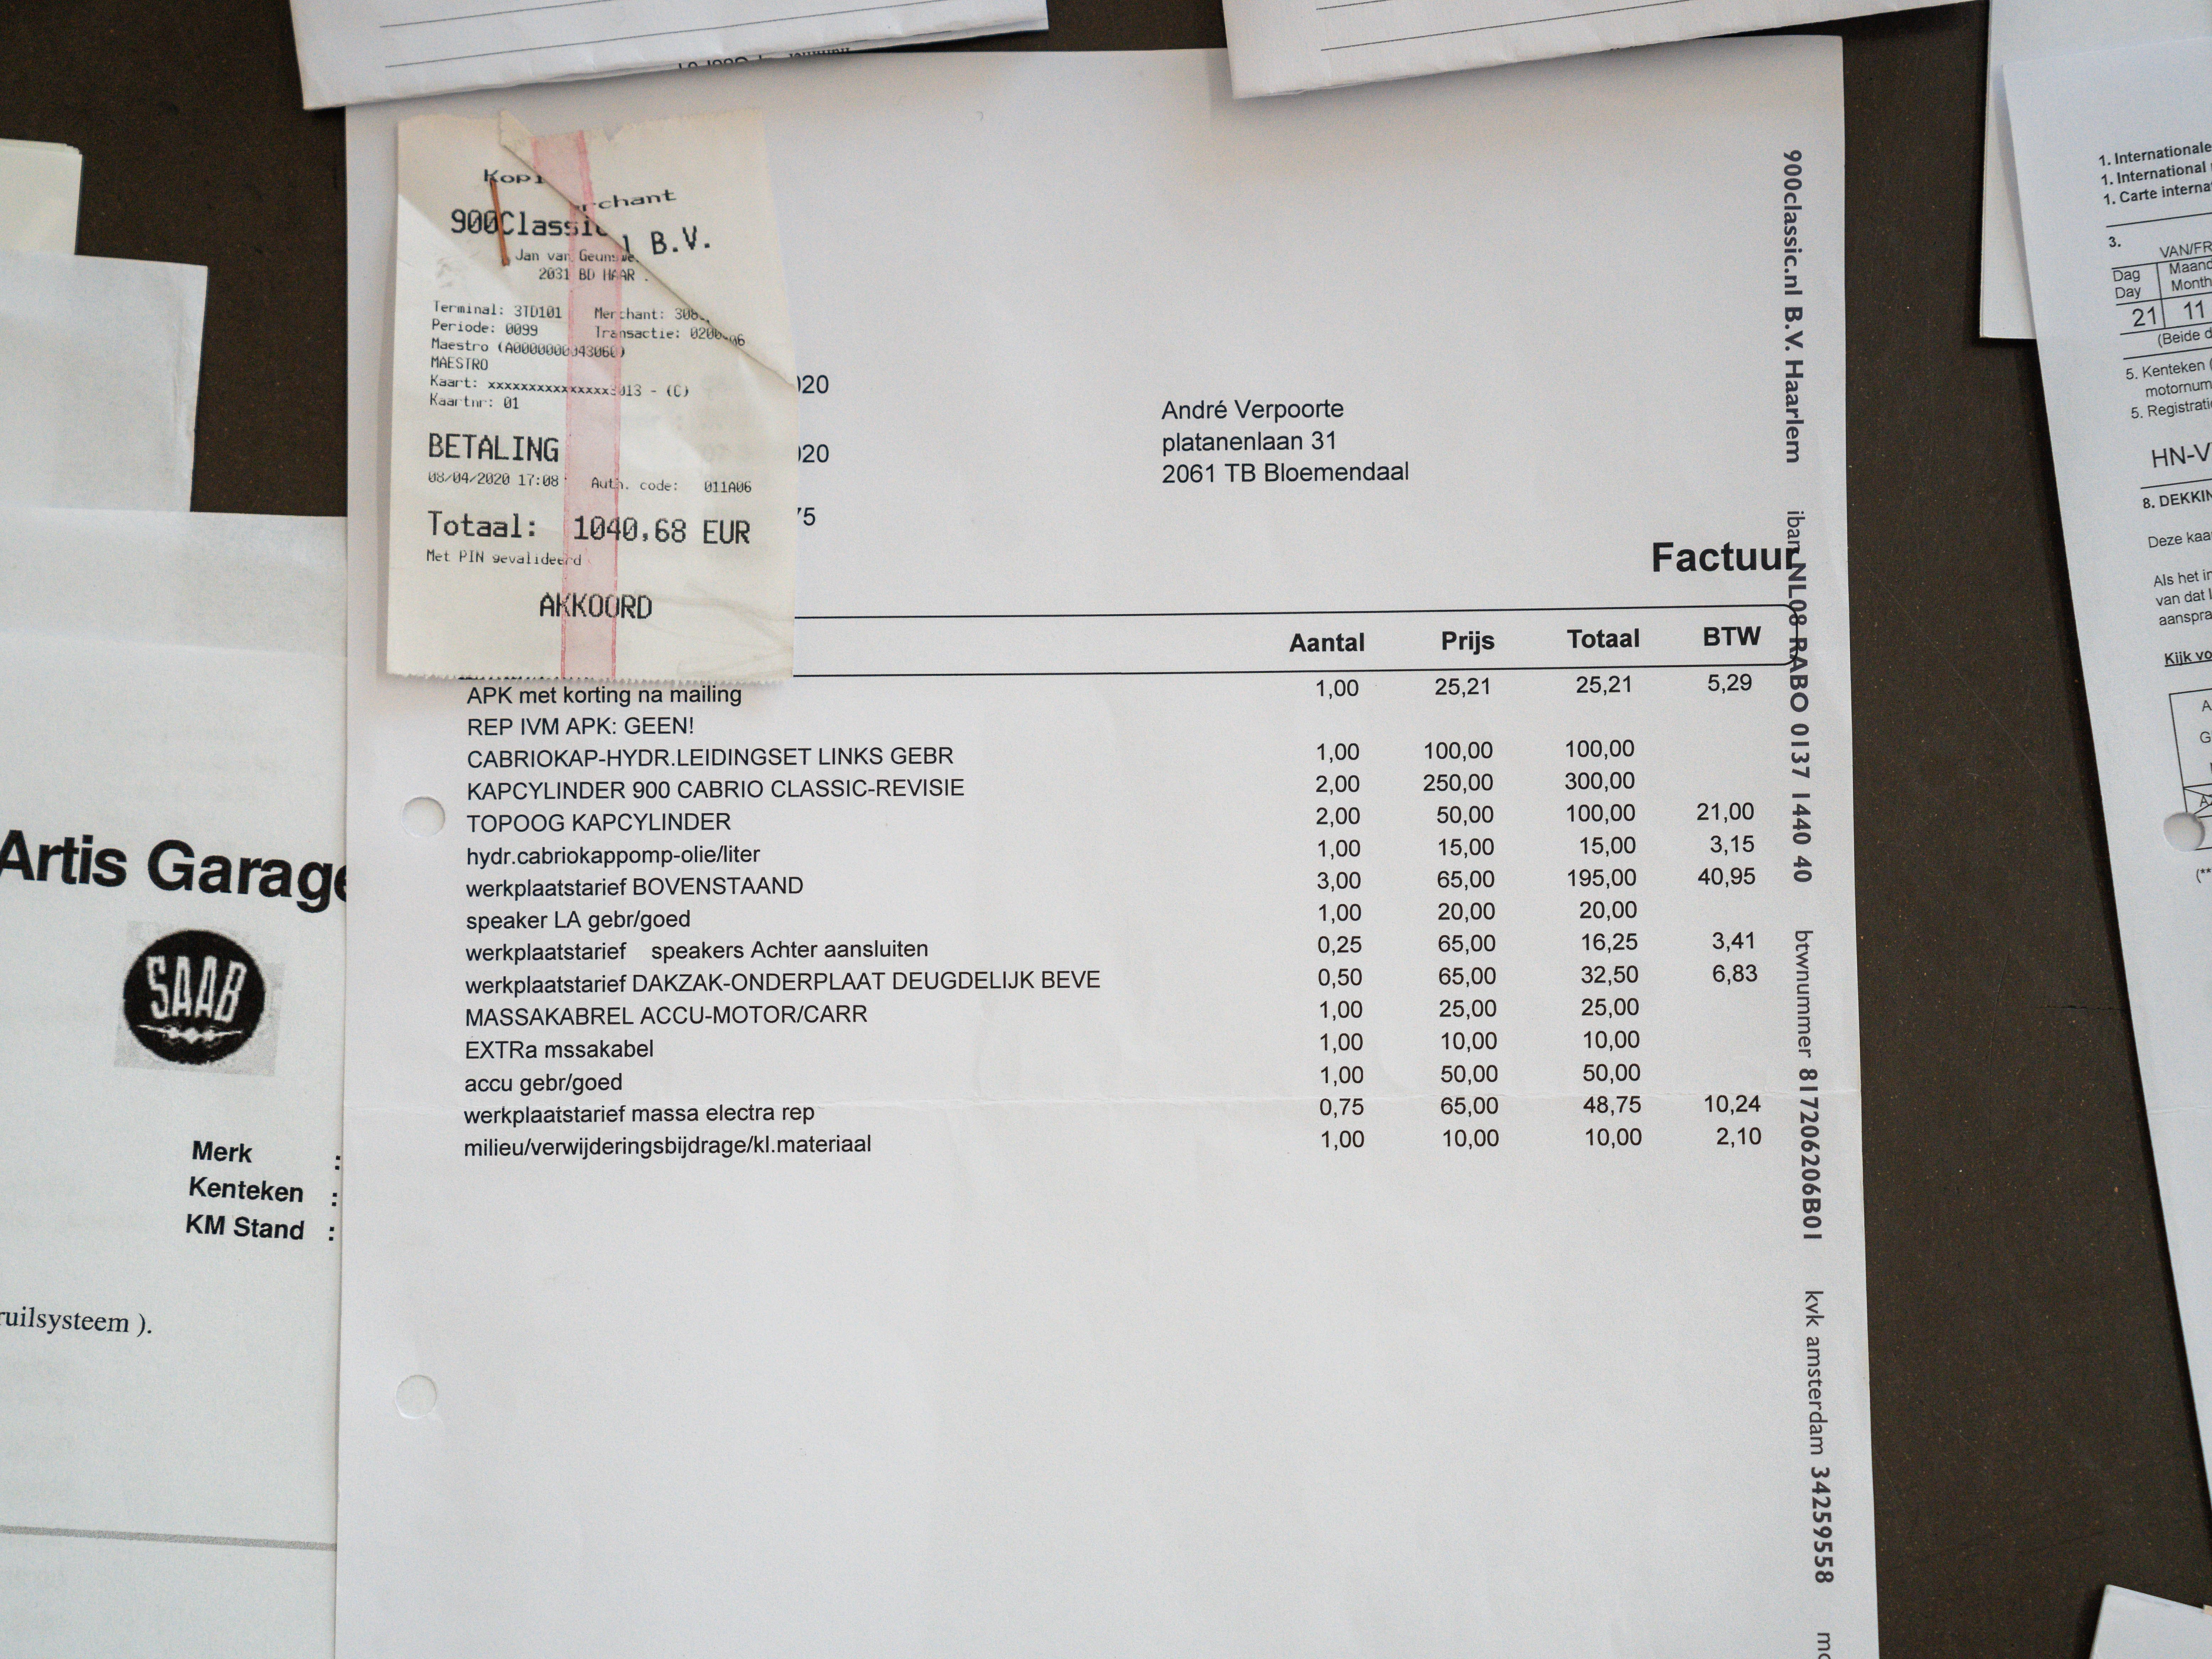 Kopi
rchant
900Classic
l B.V.
Jan van Geuns
2031 BD HAAR
Terminal: 3TD101 Merchant: 308
Periode: 0099 Transactie: 0200 06
Maestro (A0000000043060)
MAESTRO
Kaart: xxxxxxxxxxxxxxx3013 - (C)
Kaartnr: 01
BETALING
08/04/2020 17:08 Auth. code: 011A06
Totaal: 1040,68 EUR
Met PIN gevalideerd
AKKOORD
020
020
75
André Verpoorte
platanenlaan 31
2061 TB Bloemendaal
Factuur
Aantal Prijs Totaal BTW
APK met korting na mailing 1,00 25,21 25,21 5,29
REP IVM APK: GEEN!
CABRIOKAP-HYDR.LEIDINGSET LINKS GEBR 1,00 100,00 100,00
KAPCYLINDER 900 CABRIO CLASSIC-REVISIE 2,00 250,00 300,00
TOPOOG KAPCYLINDER 2,00 50,00 100,00 21,00
hydr.cabriokappomp-olie/liter 1,00 15,00 15,00 3,15
werkplaatstarief BOVENSTAAND 3,00 65,00 195,00 40,95
speaker LA gebr/goed 1,00 20,00 20,00
werkplaatstarief speakers Achter aansluiten 0,25 65,00 16,25 3,41
werkplaatstarief DAKZAK-ONDERPLAAT DEUGDELIJK BEVE 0,50 65,00 32,50 6,83
MASSAKABREL ACCU-MOTOR/CARR 1,00 25,00 25,00
EXTRa mssakabel 1,00 10,00 10,00
accu gebr/goed 1,00 50,00 50,00
werkplaatstarief massa electra rep 0,75 65,00 48,75 10,24
milieu/verwijderingsbijdrage/kl.materiaal 1,00 10,00 10,00 2,10
900classic.nl B.V. Haarlem iban NL08 RABO 0137 1440 40 btwnummer 817206206B01 kvk amsterdam 34259558
Artis Garage
SAAB
Merk :
Kenteken :
KM Stand :
ruilsysteem ).
1. Internationale
1. International
1. Carte interna
3.
VAN/FR
Dag Maand
Day Month
21 11
(Beide d
5. Kenteken (
motornum
5. Registrati
HN-V
8. DEKKIN
Deze kaa
Als het in
van dat l
aanspra
Kijk vo